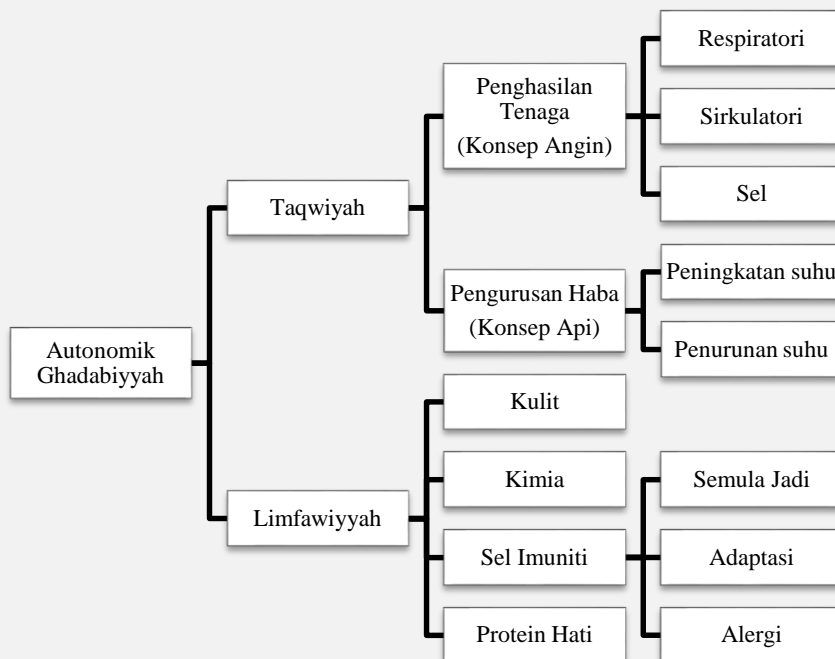 Autonomik
Ghadabiyyah
Taqwiyah
Penghasilan
Tenaga
(Konsep Angin)
Respiratori
Sirkulatori
Sel
Pengurusan Haba
(Konsep Api)
Peningkatan suhu
Penurunan suhu
Limfawiyyah
Kulit
Kimia
Sel Imuniti
Semula Jadi
Adaptasi
Alergi
Protein Hati